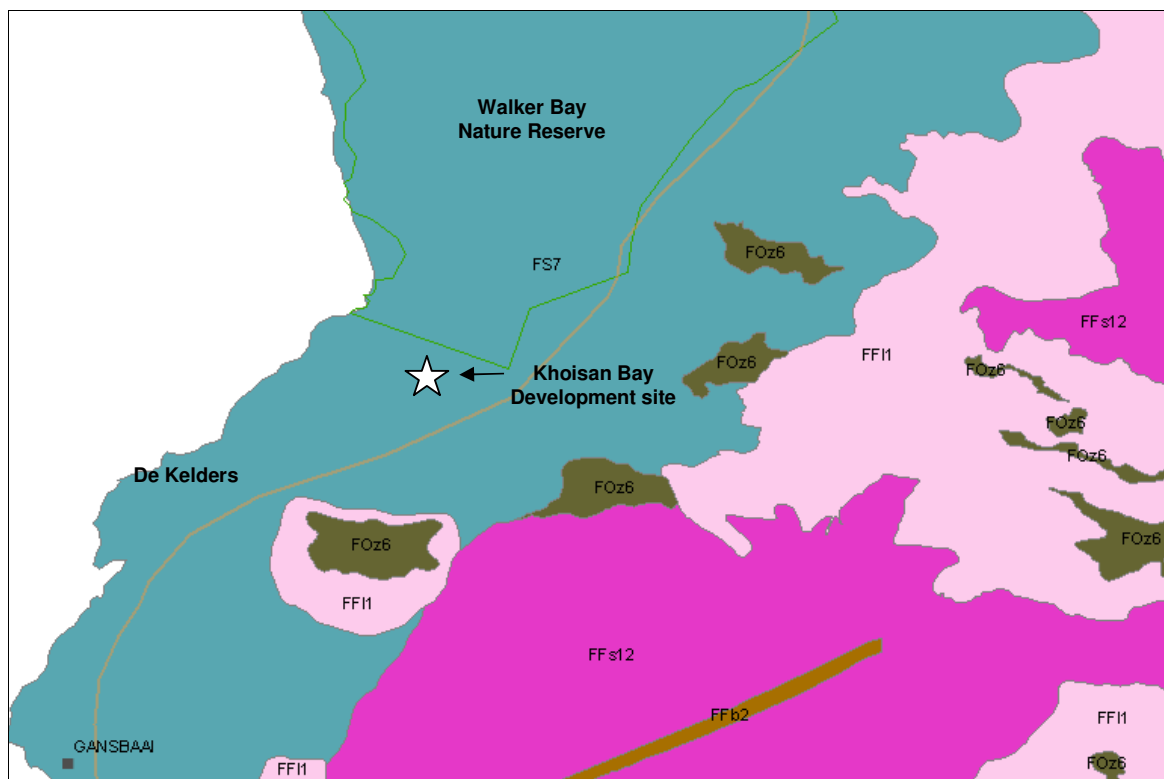 Walker Bay
Nature Reserve
FOz6
FS7
FFs12
FOz6
FFl1
FOz6
Khoisan Bay
Development site
FOz6
FOz6
De Kelders
FOz6
FOz6
FOz6
FOz6
FFl1
FFs12
FFb2
FFl1
GANSBAAI
FFl1
FOz6